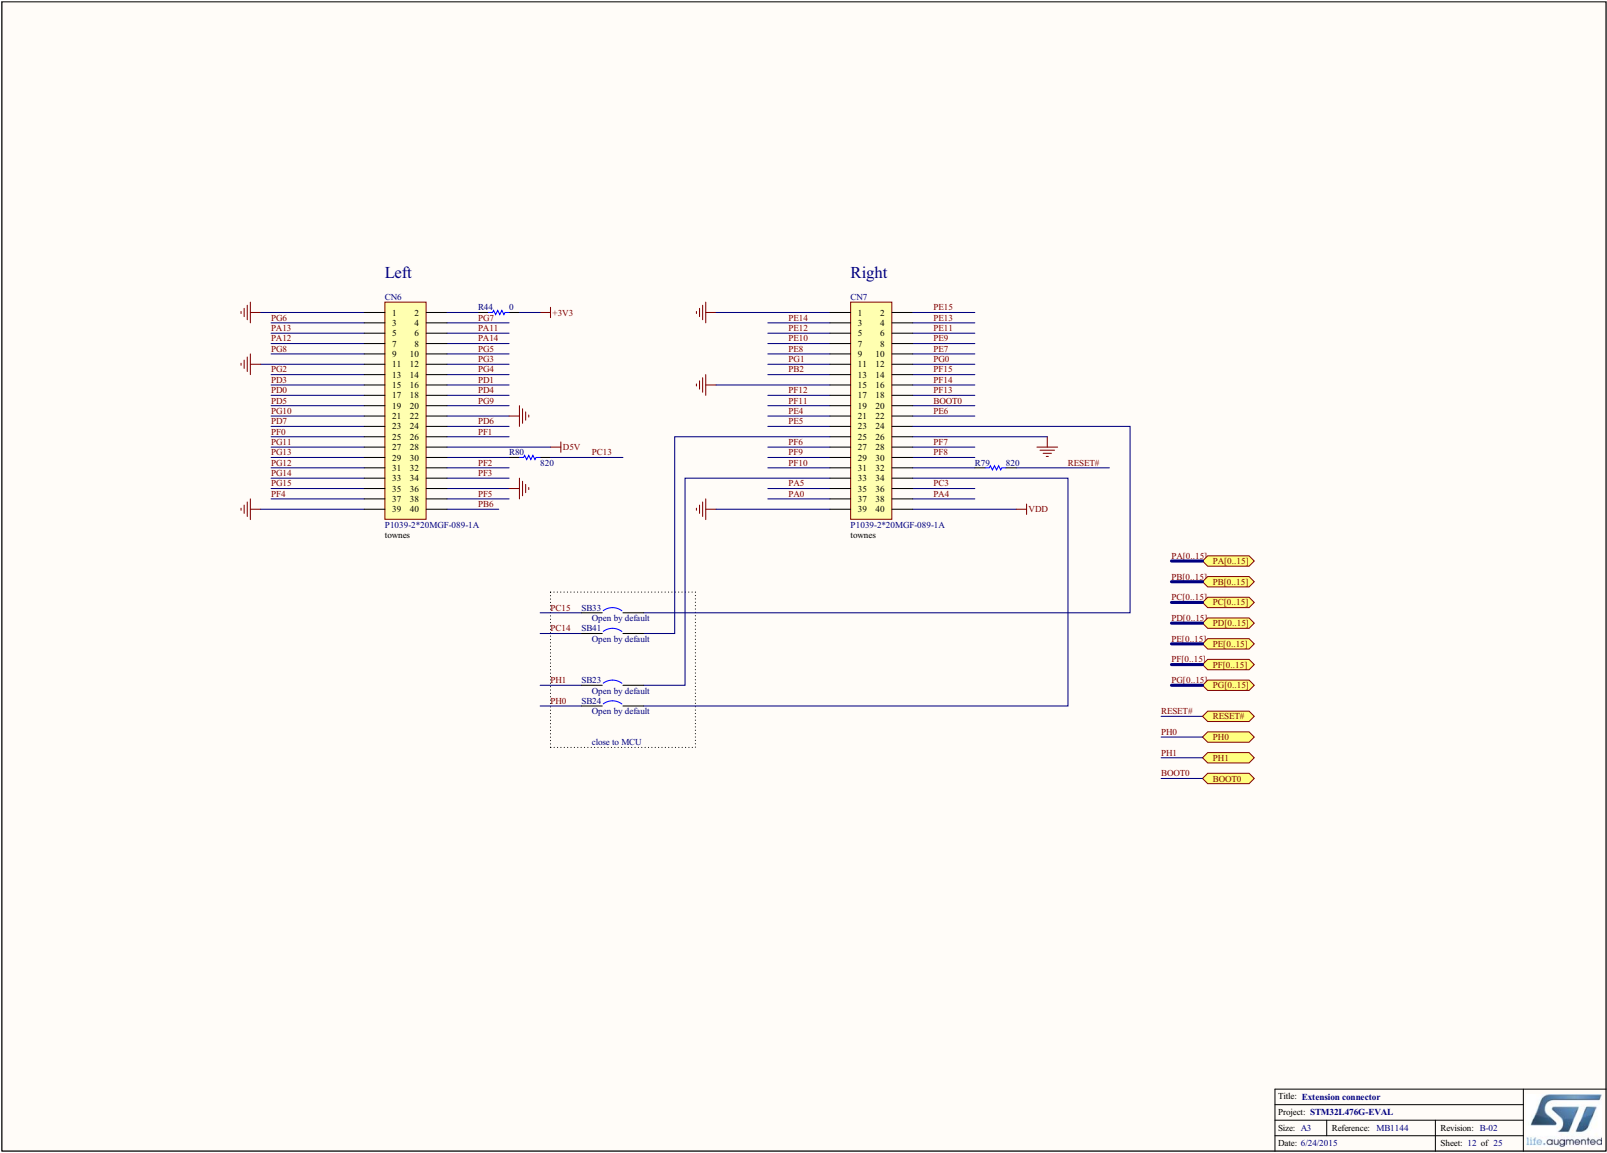 Left
CN6
1 2 R44 0 +3V3
PG6 3 4 PG7
PA13 5 6 PA11
PA12 7 8 PA14
PG8 9 10 PG5
11 12 PG3
PG2 13 14 PG4
PD3 15 16 PD1
PD0 17 18 PD4
PD5 19 20 PG9
PG10 21 22
PD7 23 24 PD6
PF0 25 26 PF1
PG11 27 28 D5V
PG13 29 30 R80 820 PC13
PG12 31 32 PF2
PG14 33 34 PF3
PG15 35 36
PF4 37 38 PF5
39 40 PB6
P1039-2*20MGF-089-1A
townes
Right
CN7
1 2 PE15
PE14 3 4 PE13
PE12 5 6 PE11
PE10 7 8 PE9
PE8 9 10 PE7
PG1 11 12 PG0
PB2 13 14 PF15
15 16 PF14
PF12 17 18 PF13
PF11 19 20 BOOT0
PE4 21 22 PE6
PE5 23 24
25 26
PF6 27 28 PF7
PF9 29 30 PF8
PF10 31 32 R79 820 RESET#
33 34
PA5 35 36 PC3
PA0 37 38 PA4
39 40 VDD
P1039-2*20MGF-089-1A
townes
PC15 SB33
Open by default
PC14 SB41
Open by default
PH1 SB23
Open by default
PH0 SB24
Open by default
close to MCU
PA[0..15] PA[0..15]
PB[0..15] PB[0..15]
PC[0..15] PC[0..15]
PD[0..15] PD[0..15]
PE[0..15] PE[0..15]
PF[0..15] PF[0..15]
PG[0..15] PG[0..15]
RESET# RESET#
PH0 PH0
PH1 PH1
BOOT0 BOOT0
Title: Extension connector
Project: STM32L476G-EVAL
Size: A3 Reference: MB1144 Revision: B-02
Date: 6/24/2015 Sheet: 12 of 25
ST
life.augmented